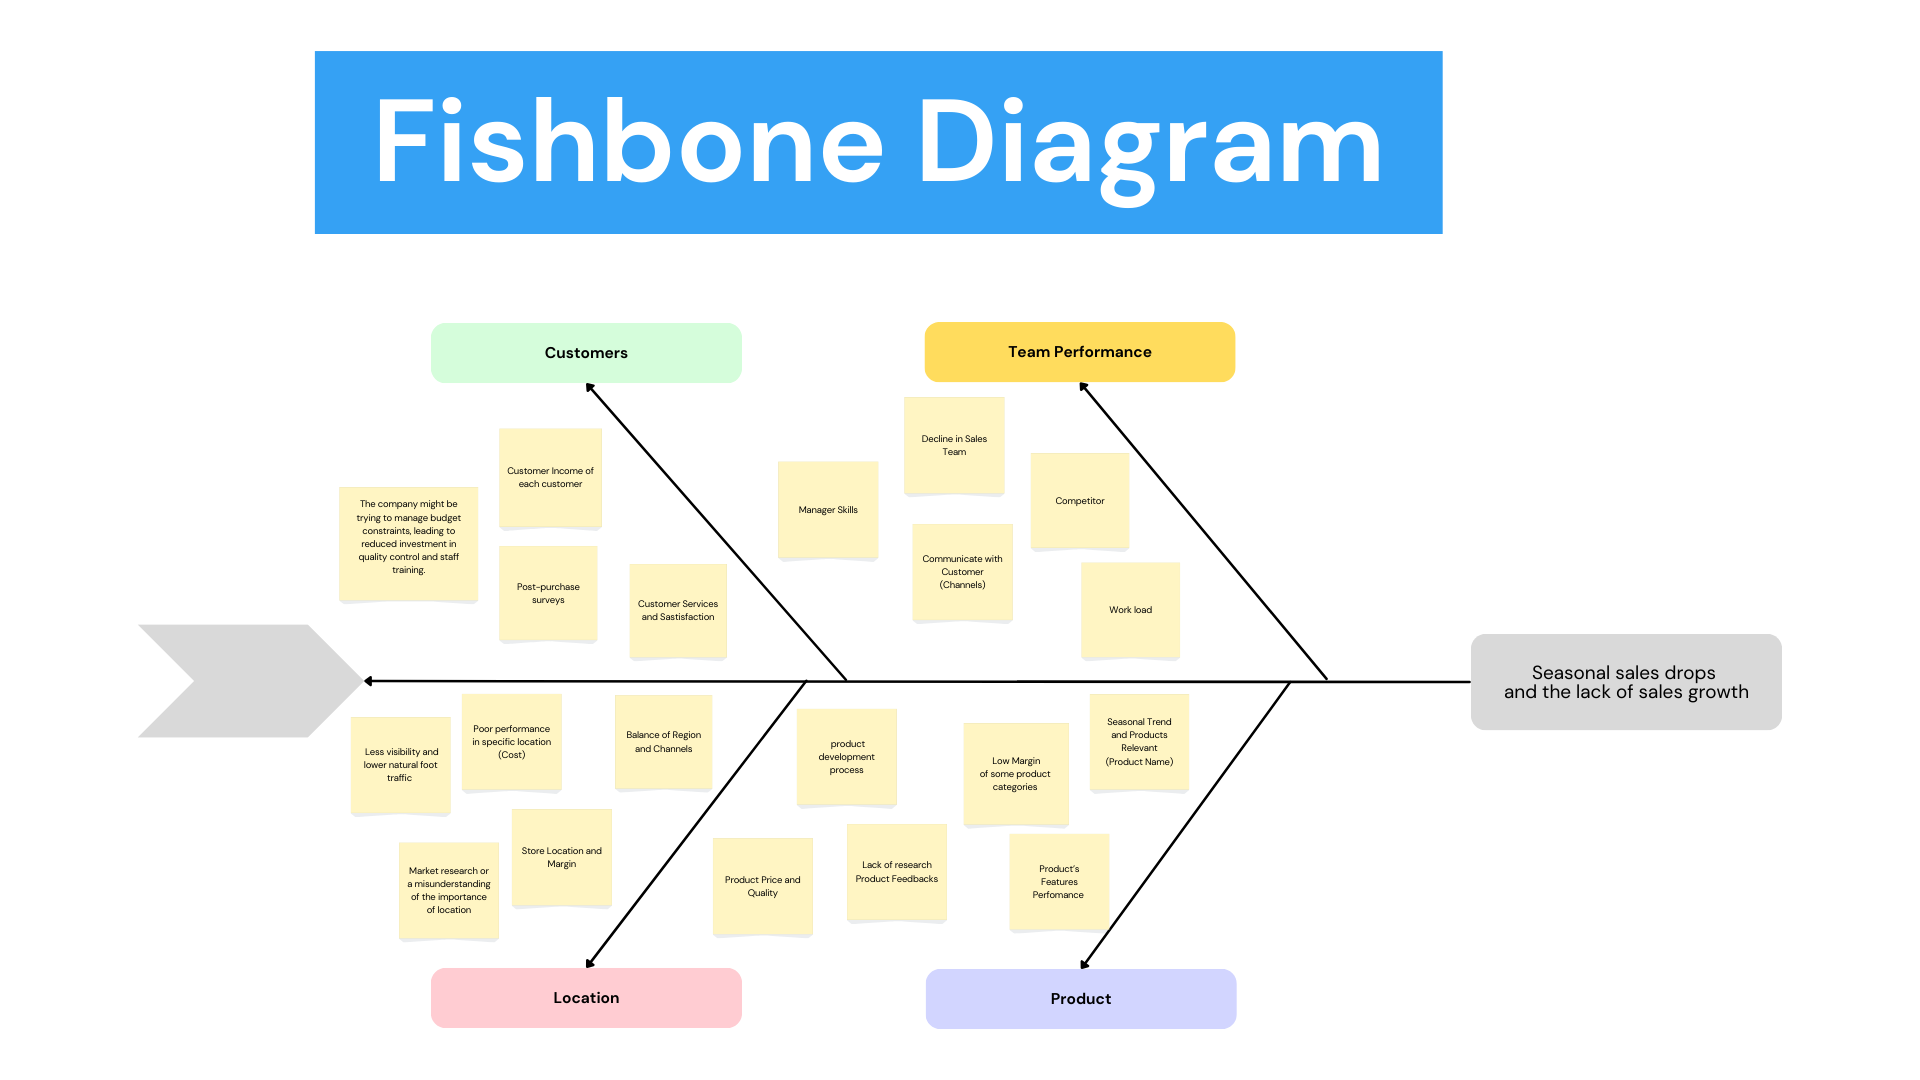 Fishbone Diagram
Customers
Team Performance
Customer Income of
each customer
The company might be
trying to manage budget
constraints, leading to
reduced investment in
quality control and staff
training.
Post-purchase
surveys
Customer Services
and Sastisfaction
Decline in Sales
Team
Manager Skills
Competitor
Communicate with
Customer
(Channels)
Work load
Seasonal sales drops
and the lack of sales growth
Less visibility and
lower natural foot
traffic
Poor performance
in specific location
(Cost)
Balance of Region
and Channels
Market research or
a misunderstanding
of the importance
of location
Store Location and
Margin
product
development
process
Low Margin
of some product
categories
Seasonal Trend
and Products
Relevant
(Product Name)
Product Price and
Quality
Lack of research
Product Feedbacks
Product's
Features
Perfomance
Location
Product